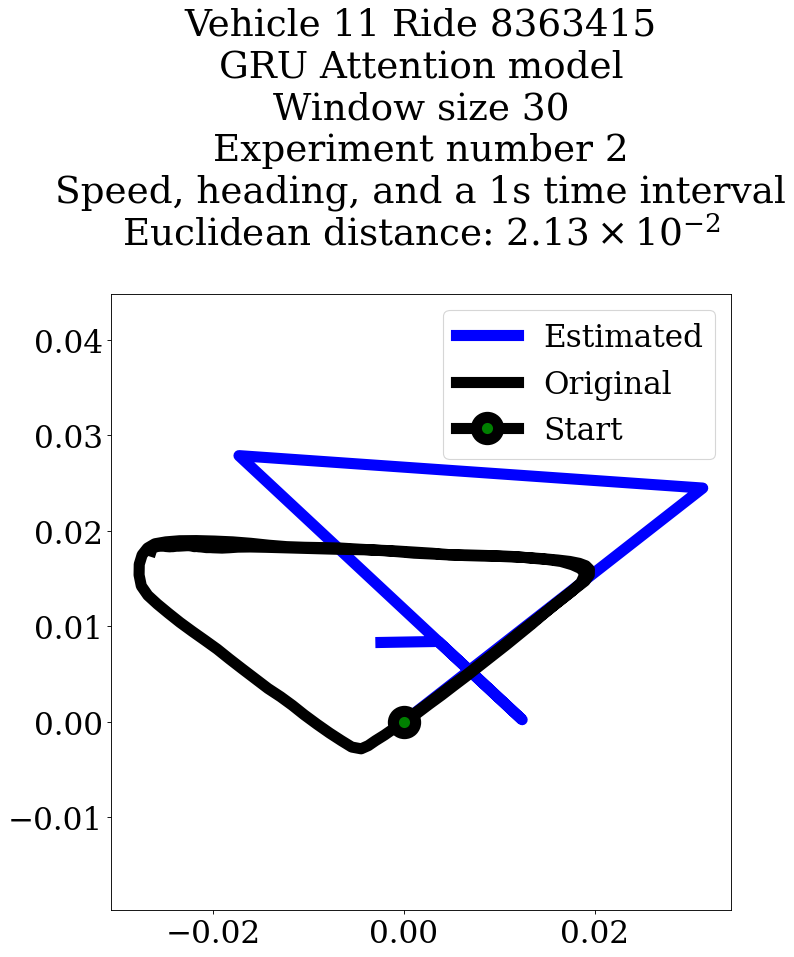 Vehicle 11 Ride 8363415
GRU Attention model
Window size 30
Experiment number 2
Speed, heading, and a 1s time interval
Euclidean distance: 2.13 × 10⁻²
Estimated
Original
Start
0.04
0.03
0.02
0.01
0.00
−0.01
−0.02 0.00 0.02